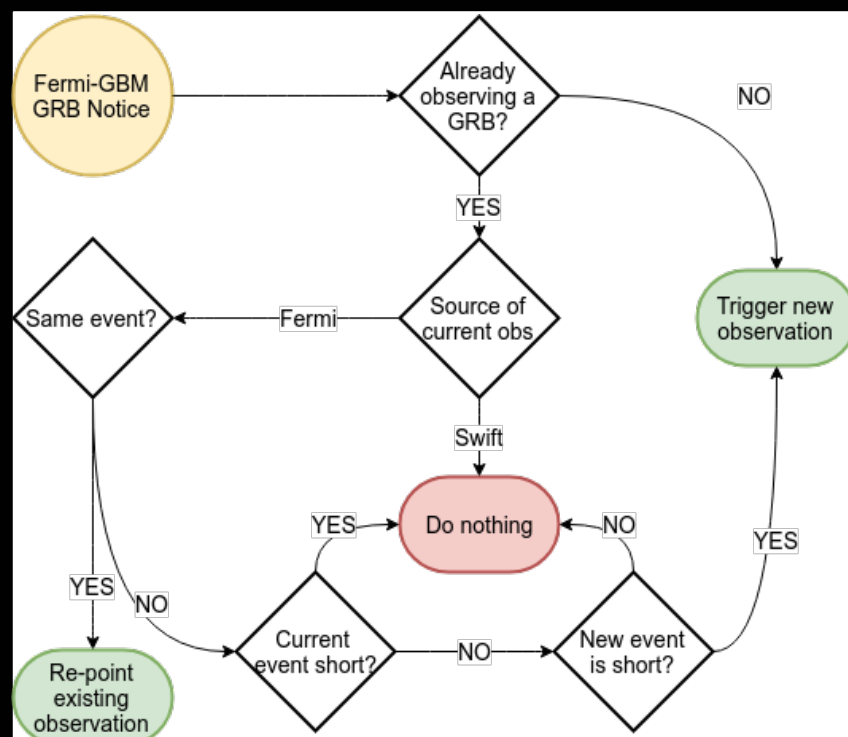 Fermi-GBM
GRB Notice
Already
observing a
GRB?
NO
YES
Same event?
Fermi
Source of
current obs
Trigger new
observation
Swift
YES
Do nothing
NO
YES
YES
NO
Current
event short?
NO
New event
is short?
Re-point
existing
observation